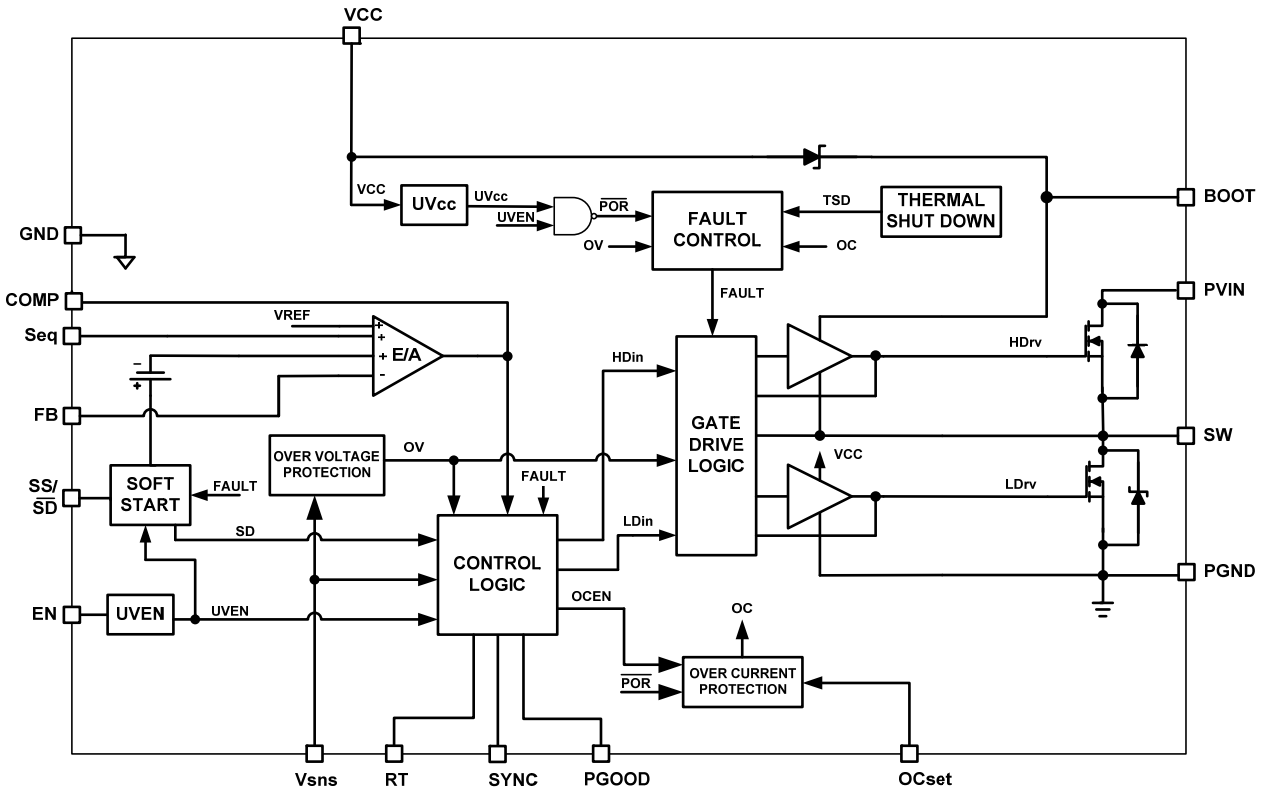 VCC
BOOT
VCC
UVcc
UVcc
UVEN
POR
FAULT
CONTROL
TSD
THERMAL
SHUT DOWN
OV
OC
GND
COMP
FAULT
PVIN
VREF
Seq
+
+
+
-
E/A
HDin
HDrv
−
+
FB
GATE
DRIVE
LOGIC
SW
OVER VOLTAGE
PROTECTION
OV
VCC
SS/
SD
SOFT
START
FAULT
FAULT
LDrv
SD
LDin
CONTROL
LOGIC
PGND
EN
UVEN
UVEN
OCEN
OC
POR
OVER CURRENT
PROTECTION
Vsns
RT
SYNC
PGOOD
OCset